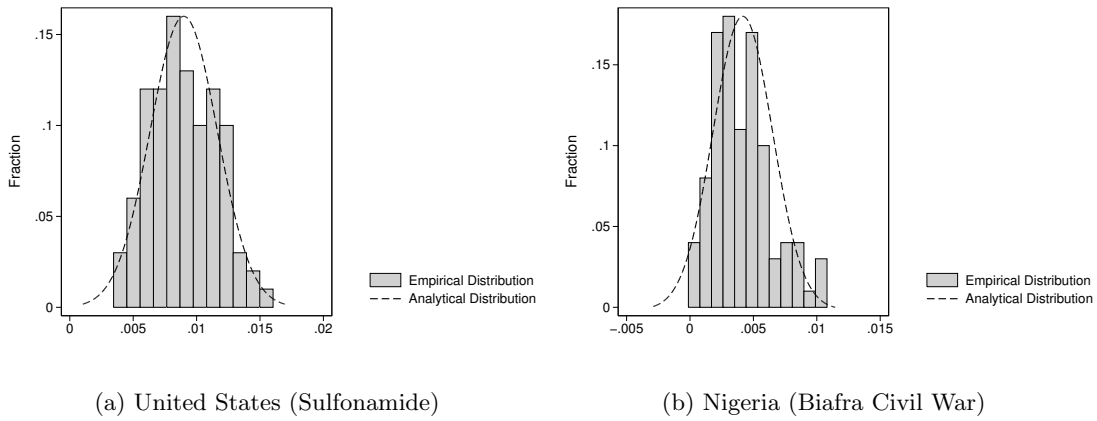 Fraction
.15
.1
.05
0
0
.005
.01
.015
.02
Empirical Distribution
Analytical Distribution
(a) United States (Sulfonamide)
Fraction
.15
.1
.05
0
−.005
0
.005
.01
.015
Empirical Distribution
Analytical Distribution
(b) Nigeria (Biafra Civil War)